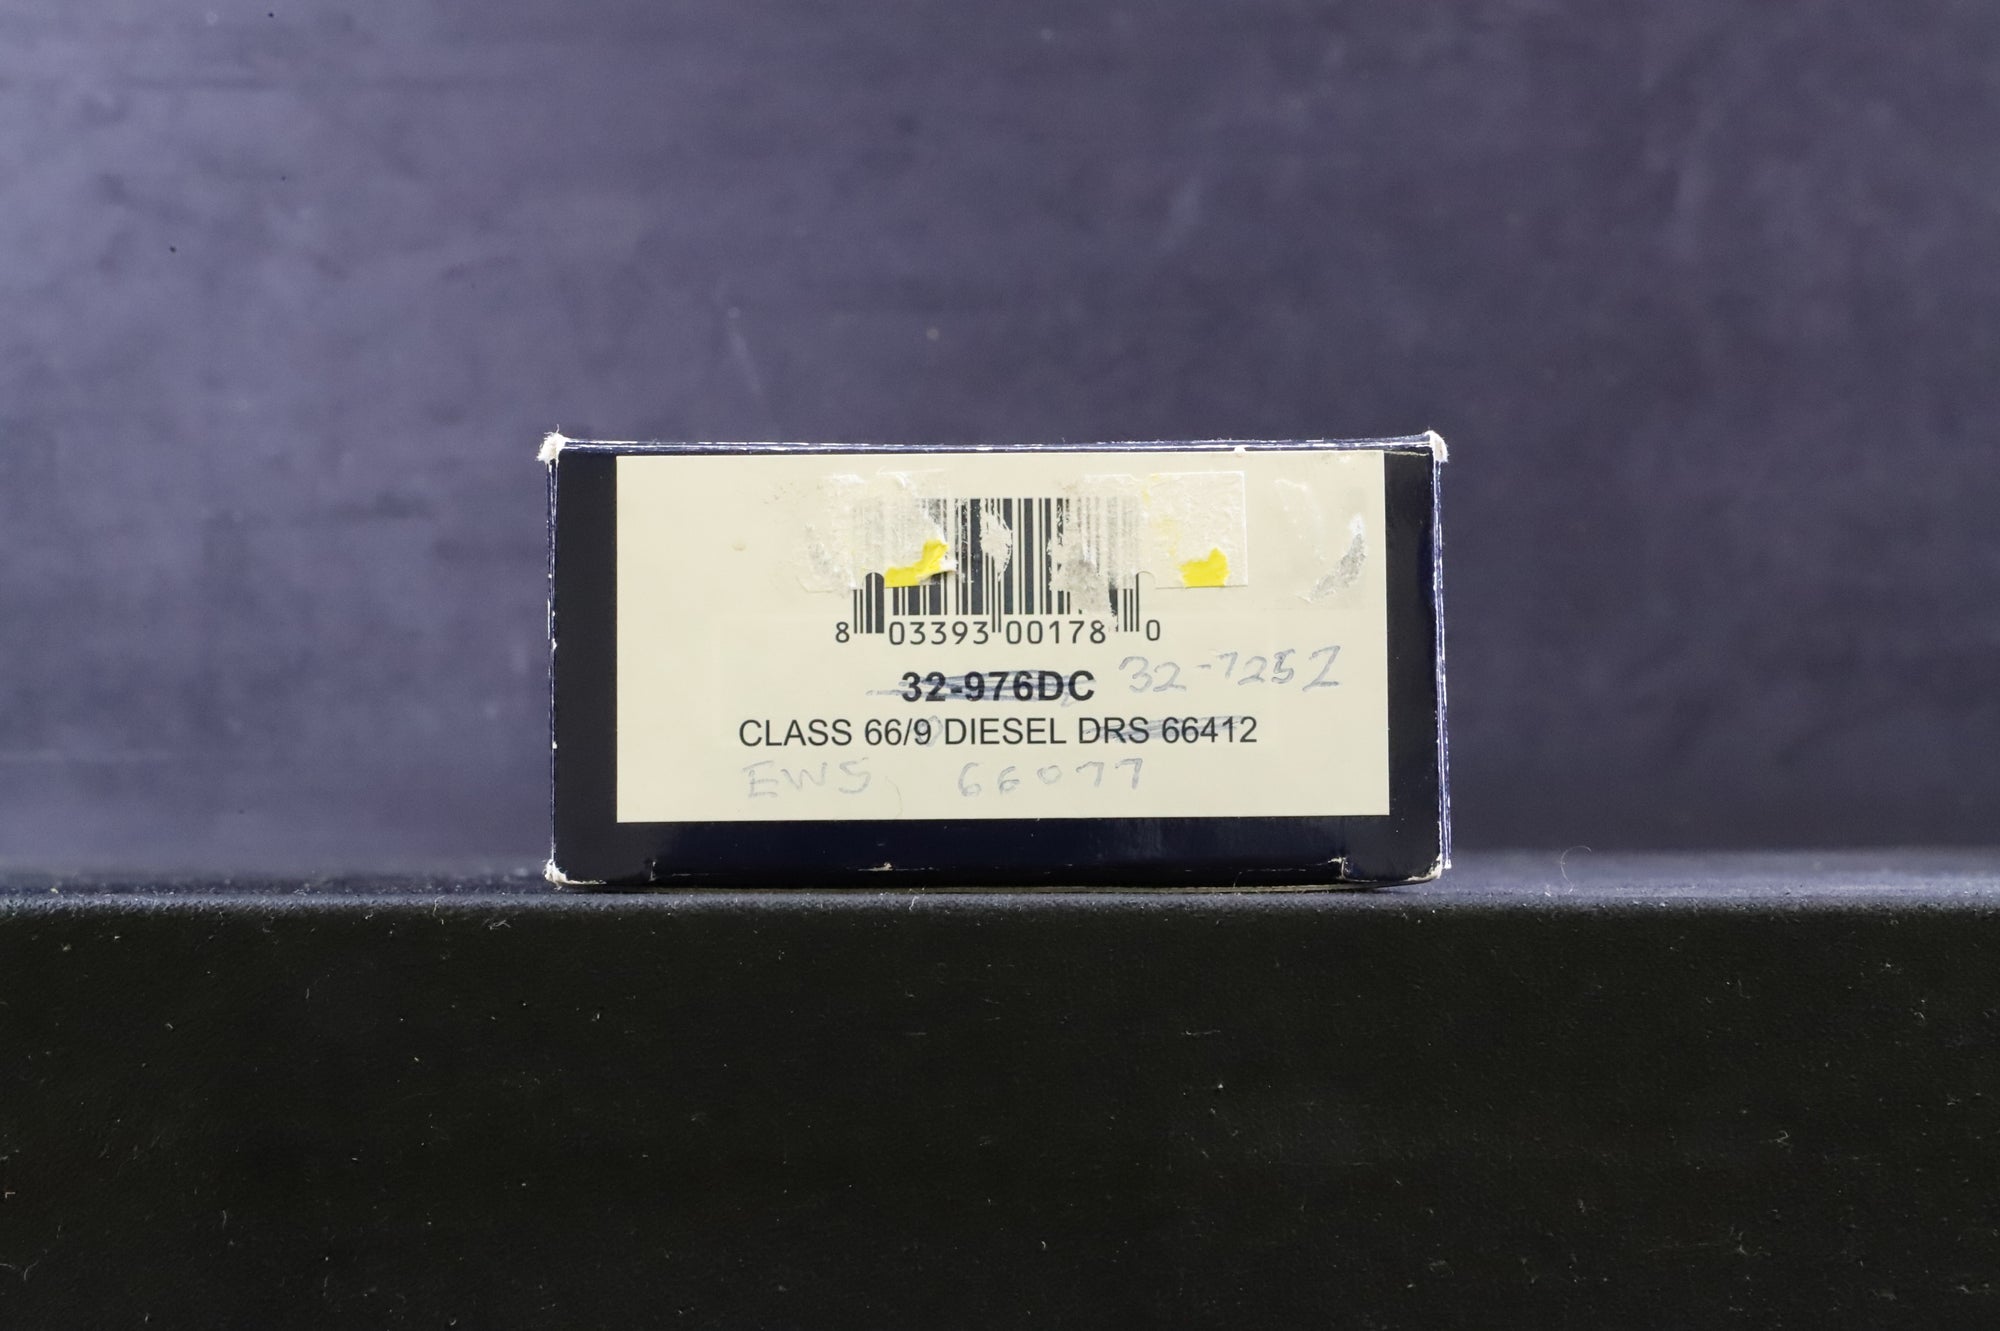 8 03393 00178 0
32-976DC 32-725Z
CLASS 66/9 DIESEL DRS 66412
EWS 66077